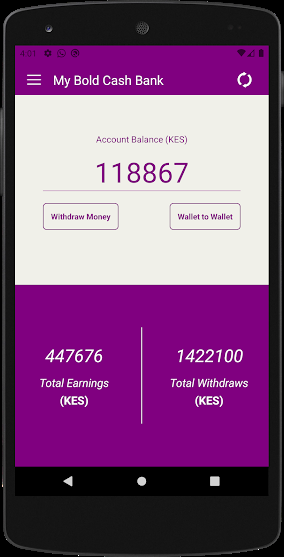 4:01
My Bold Cash Bank
Account Balance (KES)
118867
Withdraw Money
Wallet to Wallet
447676
1422100
Total Earnings
Total Withdraws
(KES)
(KES)